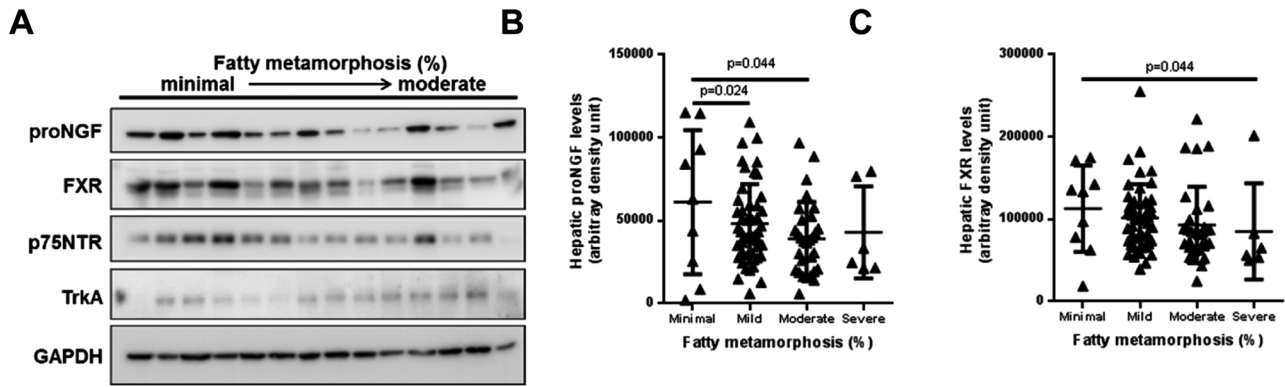 A
Fatty metamorphosis (%)
minimal moderate
proNGF
FXR
p75NTR
TrkA
GAPDH
B
Hepatic proNGF levels
(arbitray density unit)
150000
100000
50000
0
p=0.044
p=0.024
Minimal Mild Moderate Severe
Fatty metamorphosis (%)
C
Hepatic FXR levels
(arbitray density unit)
300000
200000
100000
0
p=0.044
Minimal Mild Moderate Severe
Fatty metamorphosis (%)